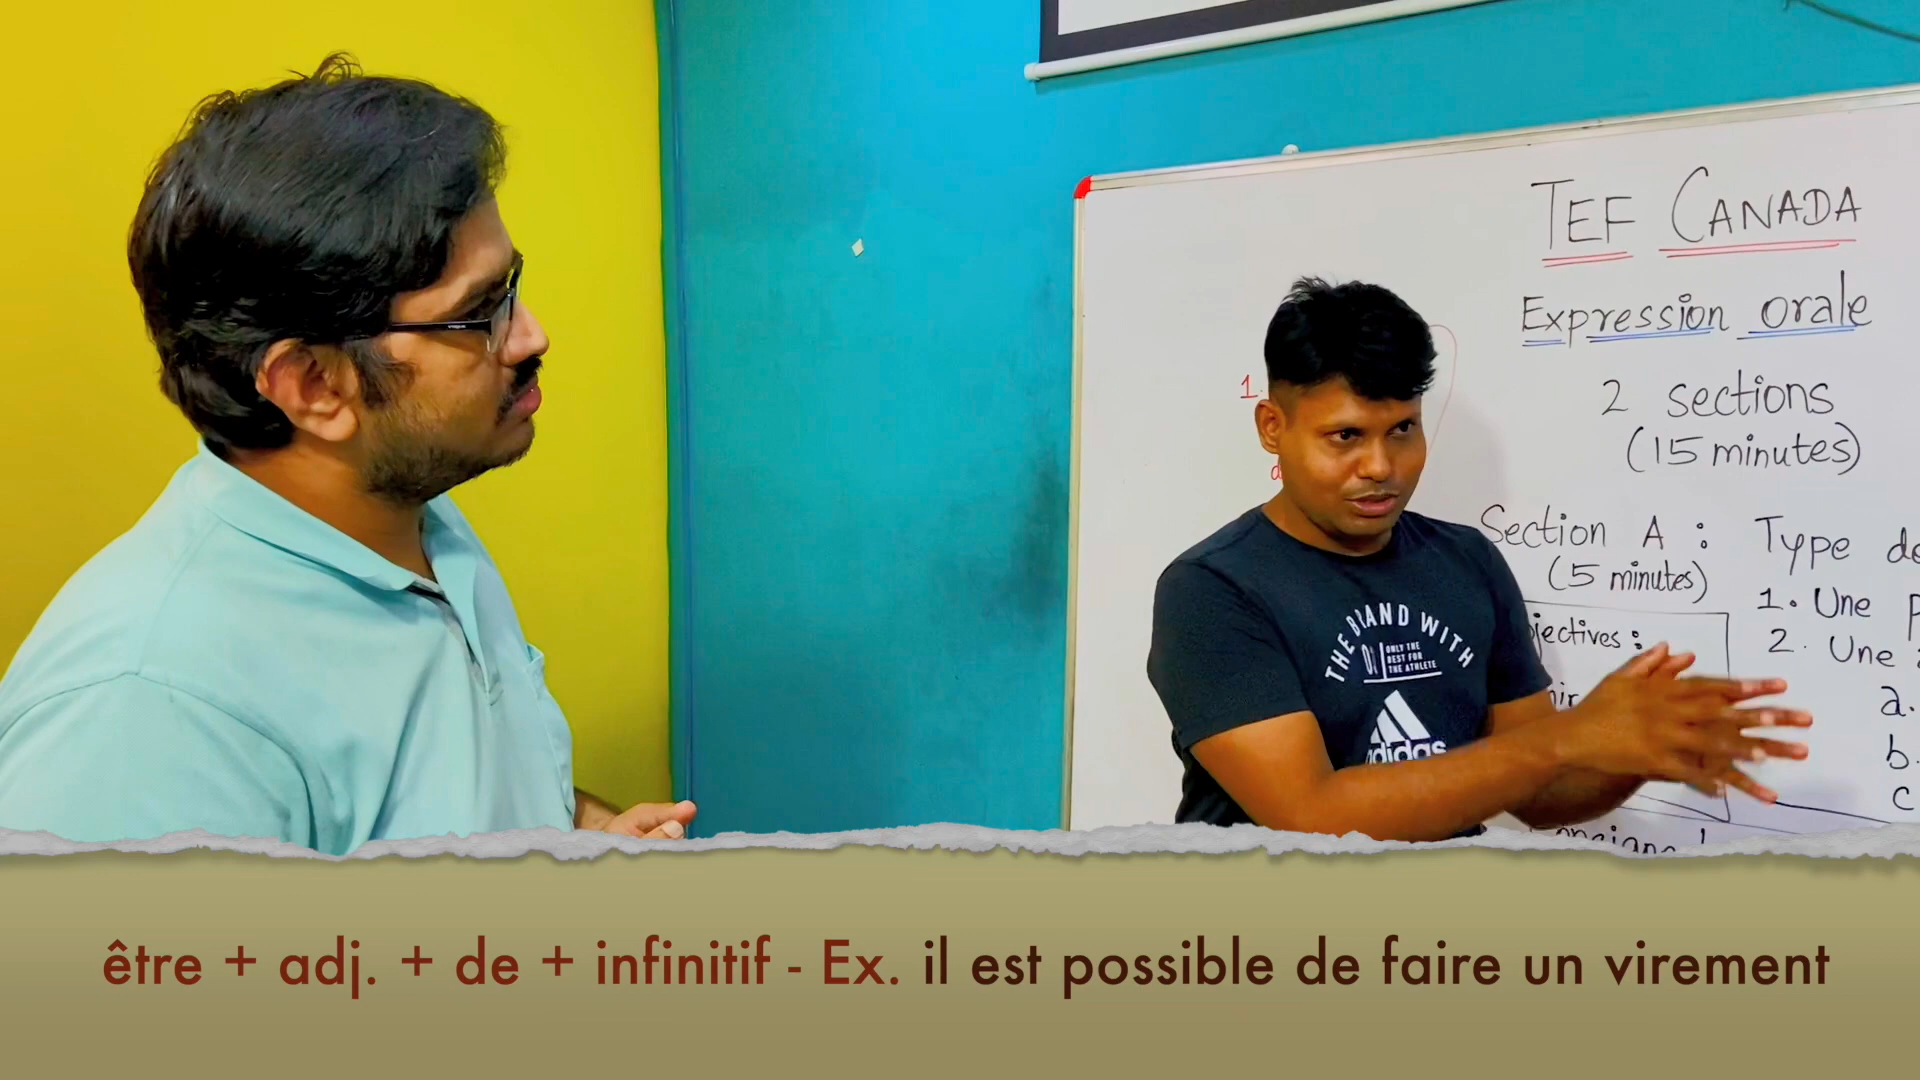 TEF CANADA
Expression orale
2 sections
(15 minutes)
1.
d
Section A : Type de
(5 minutes)
1. Une
2. Une
a.
b.
c
THE BRAND WITH
ONLY THE
BEST FOR
THE ATHLETE
adidas
être + adj. + de + infinitif - Ex. il est possible de faire un virement